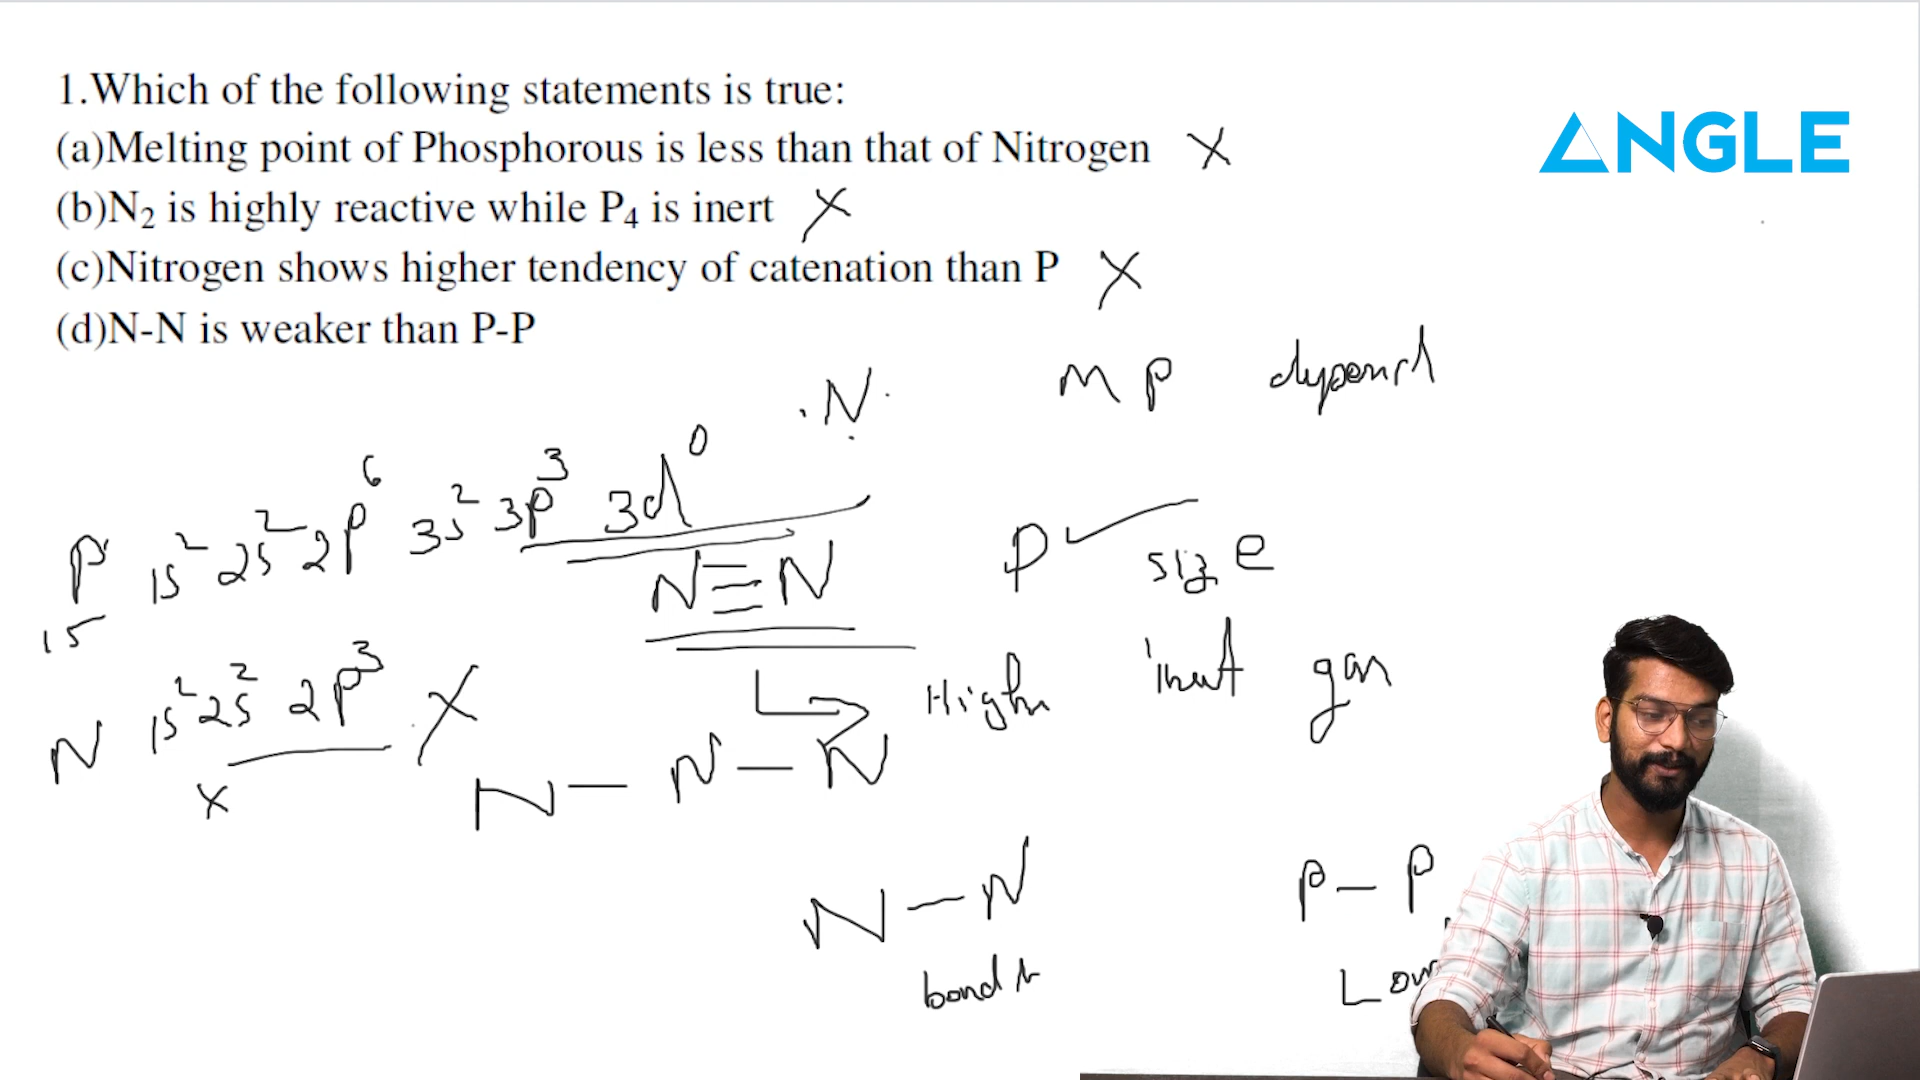 1.Which of the following statements is true:
(a)Melting point of Phosphorous is less than that of Nitrogen X
(b)N2 is highly reactive while P4 is inert X
(c)Nitrogen shows higher tendency of catenation than P X
(d)N-N is weaker than P-P
ANGLE
M P
·N·
P 1s² 2s² 2p⁶ 3s² 3p³ 3d⁰
15
N≡N
P size
N 1s² 2s² 2p³ X
X
High inert gas
N — N — N
N — N P — P
bond Low